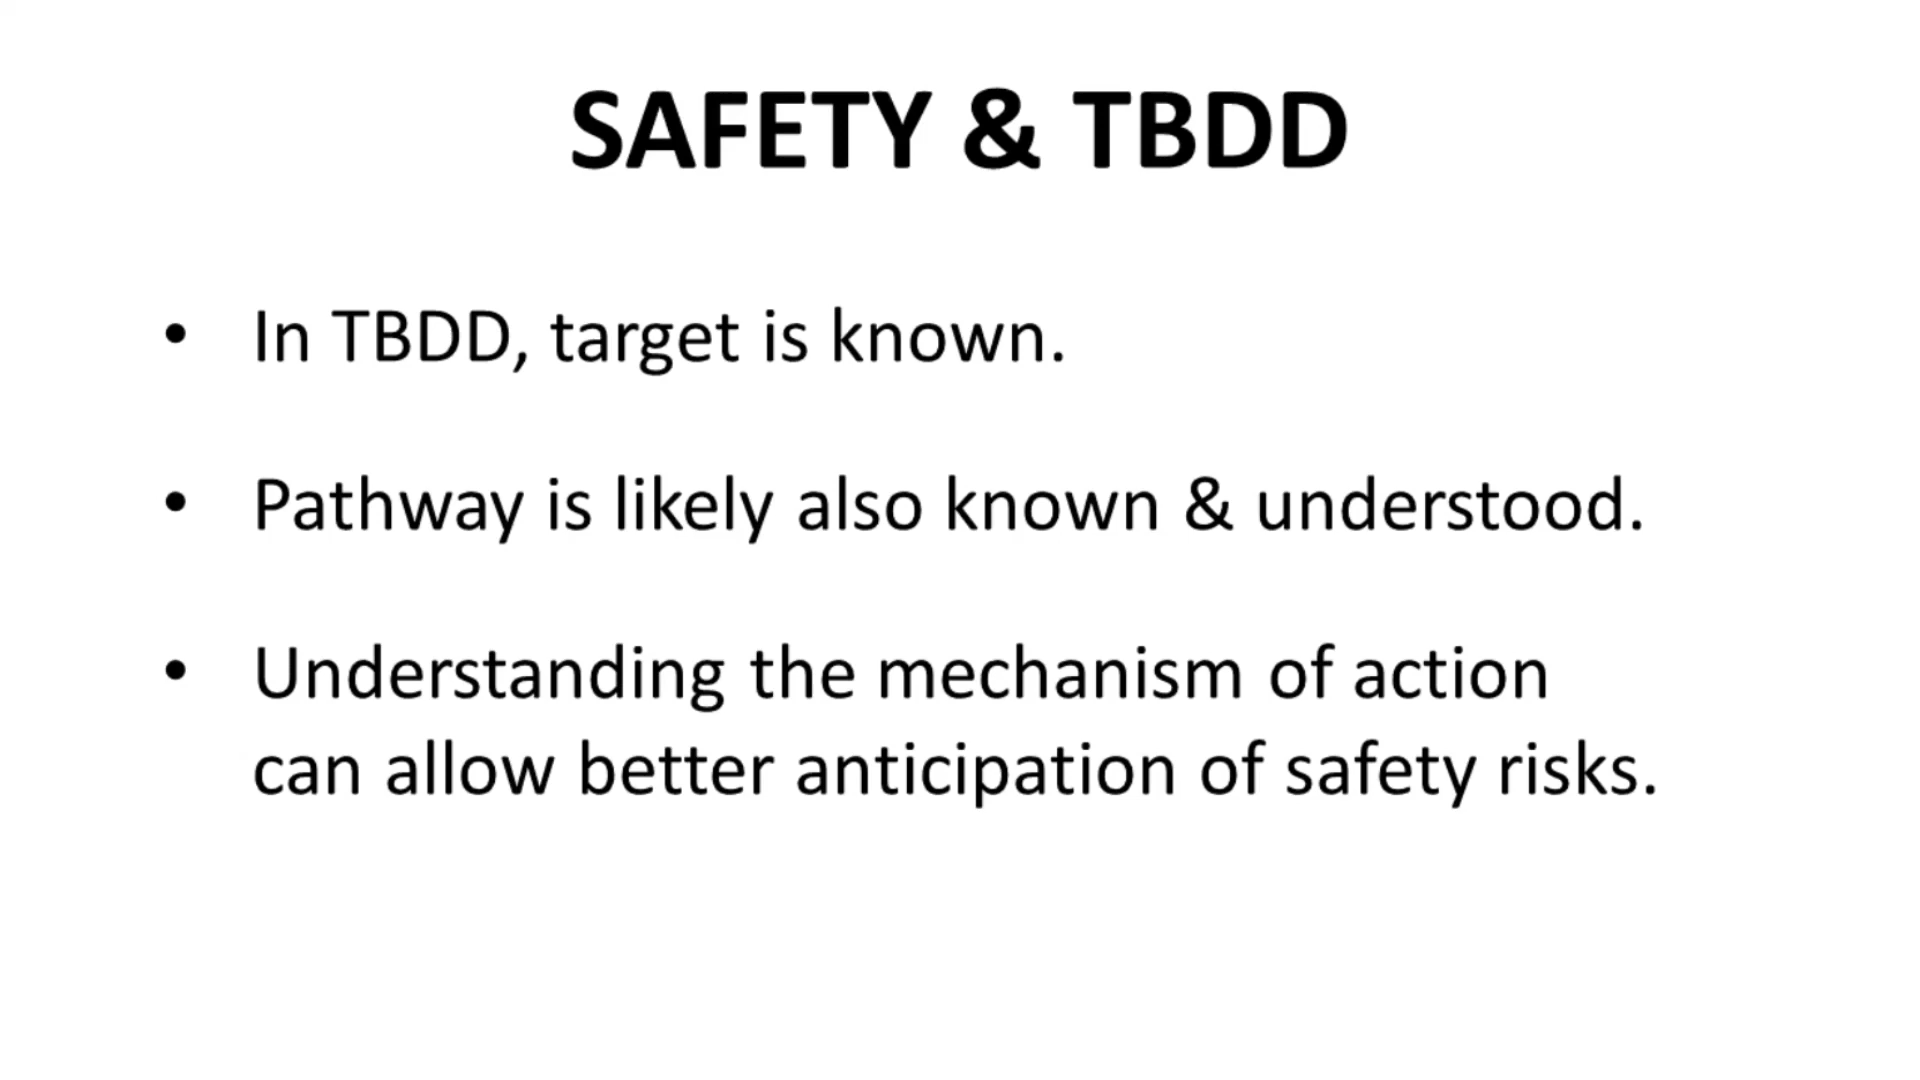 SAFETY & TBDD
• In TBDD, target is known.
• Pathway is likely also known & understood.
• Understanding the mechanism of action
can allow better anticipation of safety risks.